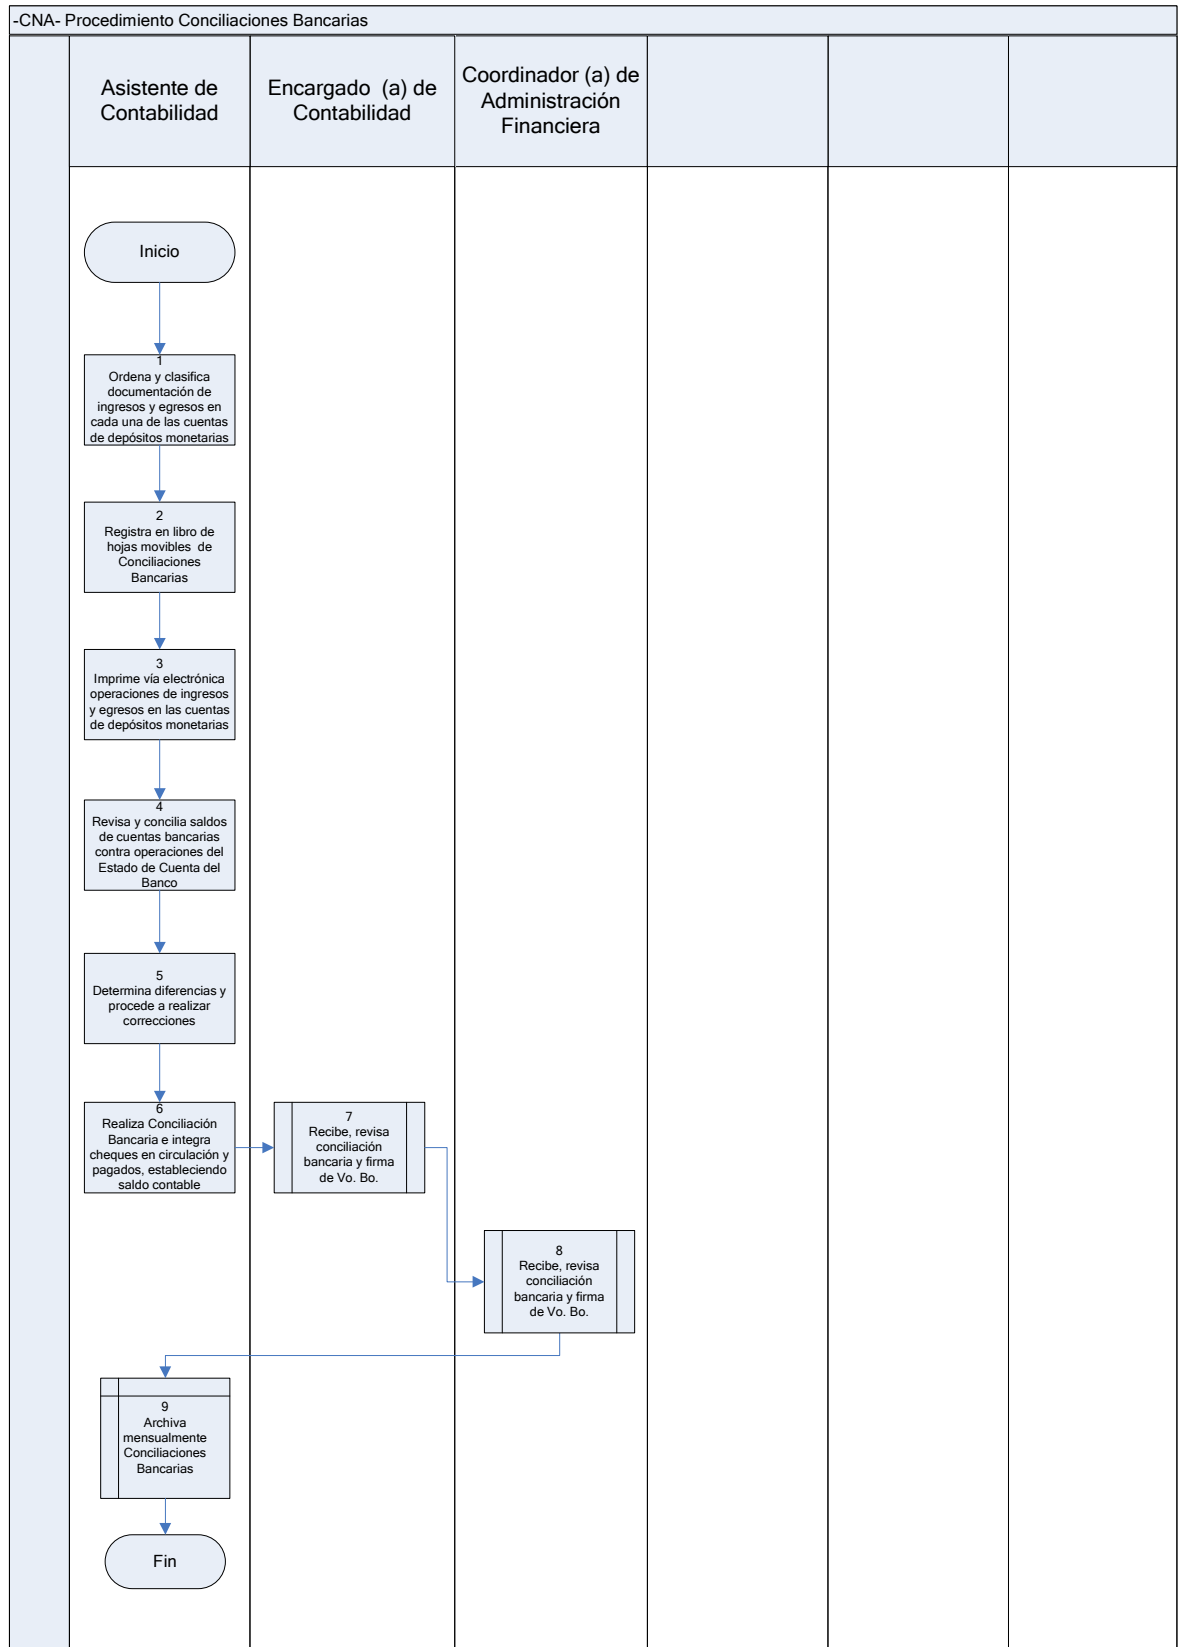 -CNA- Procedimiento Conciliaciones Bancarias
Asistente de
Contabilidad
Encargado (a) de
Contabilidad
Coordinador (a) de
Administración
Financiera
Inicio
1
Ordena y clasifica
documentación de
ingresos y egresos en
cada una de las cuentas
de depósitos monetarias
2
Registra en libro de
hojas movibles de
Conciliaciones
Bancarias
3
Imprime vía electrónica
operaciones de ingresos
y egresos en las cuentas
de depósitos monetarias
4
Revisa y concilia saldos
de cuentas bancarias
contra operaciones del
Estado de Cuenta del
Banco
5
Determina diferencias y
procede a realizar
correcciones
6
Realiza Conciliación
Bancaria e integra
cheques en circulación y
pagados, estableciendo
saldo contable
7
Recibe, revisa
conciliación
bancaria y firma
de Vo. Bo.
8
Recibe, revisa
conciliación
bancaria y firma
de Vo. Bo.
9
Archiva
mensualmente
Conciliaciones
Bancarias
Fin